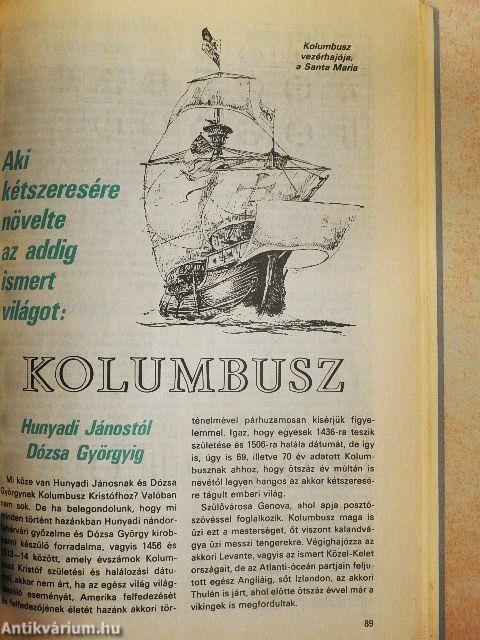 Kolumbusz
vezérhajója,
a Santa Maria
Aki
kétszeresére
növelte
az addig
ismert
világot:
KOLUMBUSZ
Hunyadi Jánostól
Dózsa Györgyig
Mi köze van Hunyadi Jánosnak és Dózsa
Györgynek Kolumbusz Kristófhoz? Valóban
nem sok. De ha belegondolunk, hogy mi
minden történt hazánkban Hunyadi nándor-
fehérvári győzelme és Dózsa György kirob-
banni készülő forradalma, vagyis 1456 és
1513–14 között, amely évszámok Kolum-
busz Kristóf születési és halálozási dátu-
mai, akkor nem árt, ha az egész világ világ-
eseményét, Amerika felfedezését
és felfedezőjének életét hazánk akkori tör-
ténelmével párhuzamosan kísérjük figye-
lemmel. Igaz, hogy egyesek 1436-ra teszik
születése és 1506-ra halála dátumát, de így
is, úgy is 69, illetve 70 év adatott Kolum-
busznak ahhoz, hogy ötszáz év múltán is
nevétől legyen hangos az akkor kétszeresé-
re tágult emberi világ.
Szülővárosa Genova, ahol apja posztó-
szövéssel foglalkozik. Kolumbusz maga is
űzi ezt a mesterséget, őt viszont kalandvá-
gya űzi messzi tengerekre. Végighajózza az
akkori Levante, vagyis az ismert Közel-Kelet
országait, de az Atlanti-óceán partjain feljut
egészen Angliáig, sőt Izlandon, az akkori
Thulén is járt, ahol előtte ötszáz évvel már a
vikingek is megfordultak.
89
Antikvárium.hu